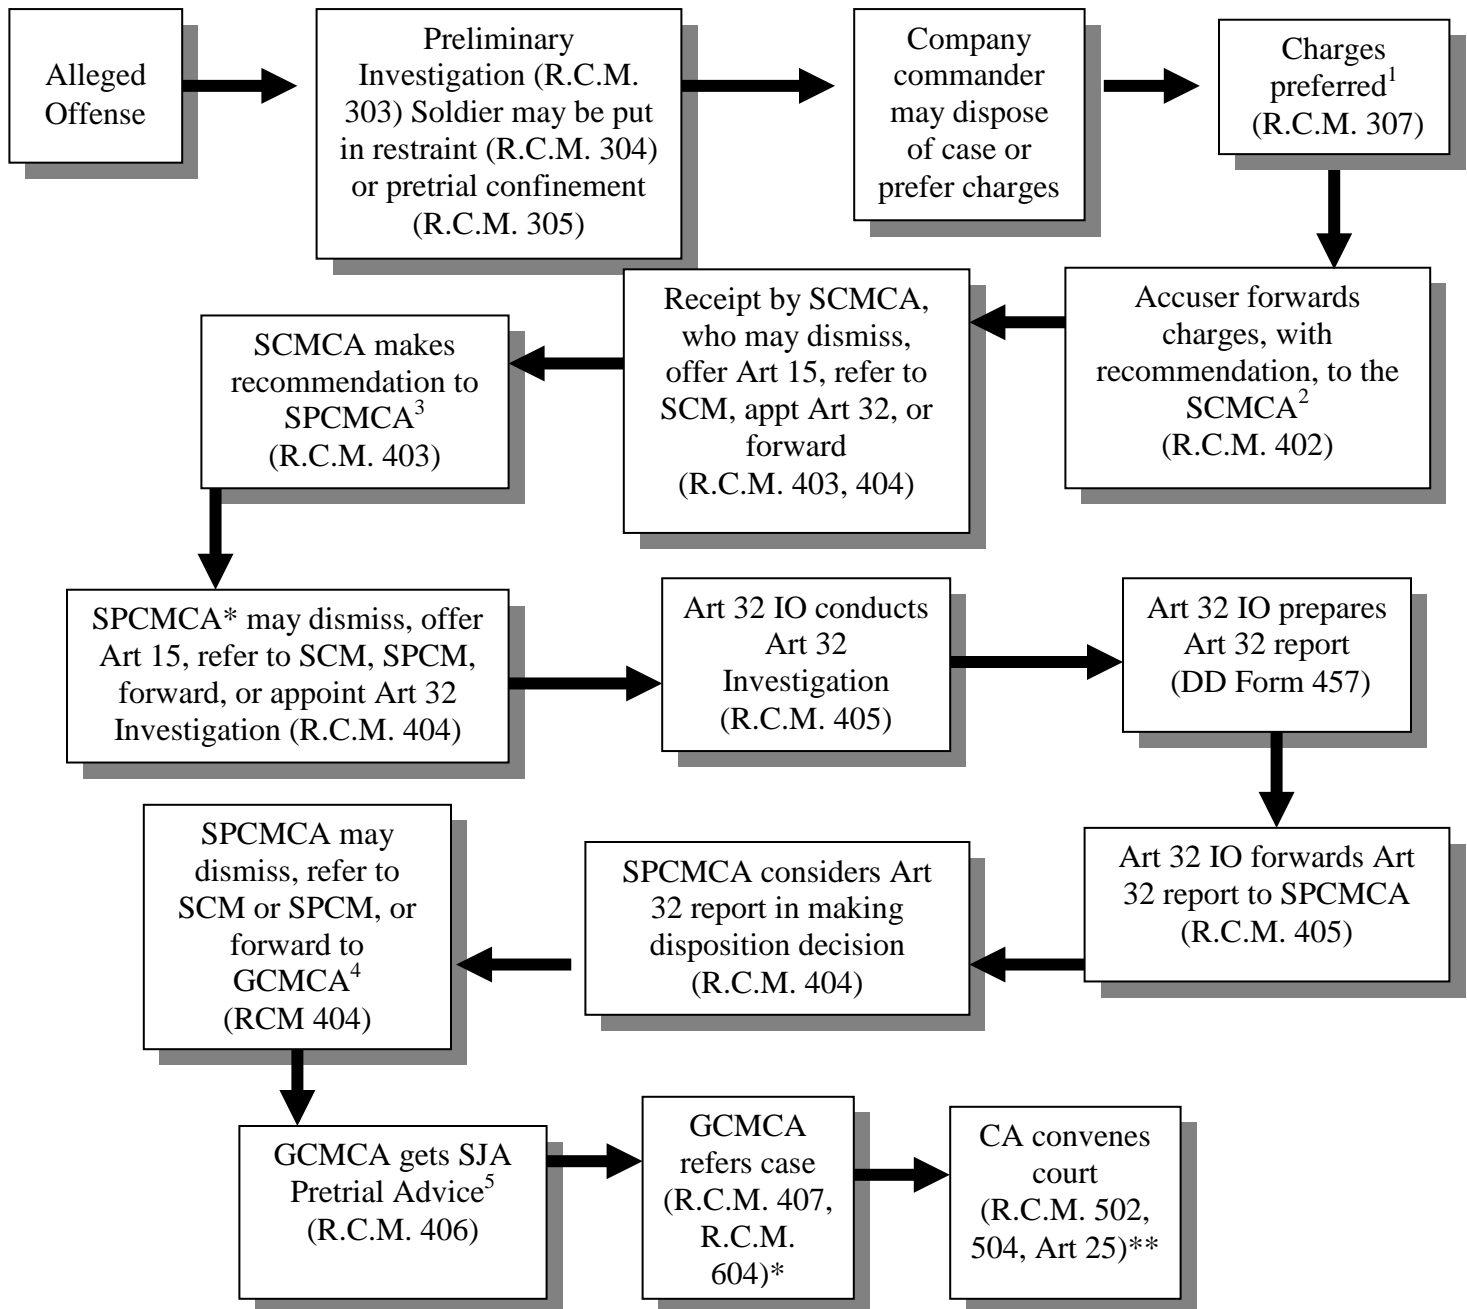 Alleged
Offense
Preliminary
Investigation (R.C.M.
303) Soldier may be put
in restraint (R.C.M. 304)
or pretrial confinement
(R.C.M. 305)
Company
commander
may dispose
of case or
prefer charges
Charges
preferred1
(R.C.M. 307)
Accuser forwards
charges, with
recommendation, to the
SCMCA2
(R.C.M. 402)
Receipt by SCMCA,
who may dismiss,
offer Art 15, refer to
SCM, appt Art 32, or
forward
(R.C.M. 403, 404)
SCMCA makes
recommendation to
SPCMCA3
(R.C.M. 403)
SPCMCA* may dismiss, offer
Art 15, refer to SCM, SPCM,
forward, or appoint Art 32
Investigation (R.C.M. 404)
Art 32 IO conducts
Art 32
Investigation
(R.C.M. 405)
Art 32 IO prepares
Art 32 report
(DD Form 457)
Art 32 IO forwards Art
32 report to SPCMCA
(R.C.M. 405)
SPCMCA considers Art
32 report in making
disposition decision
(R.C.M. 404)
SPCMCA may
dismiss, refer to
SCM or SPCM, or
forward to
GCMCA4
(RCM 404)
GCMCA gets SJA
Pretrial Advice5
(R.C.M. 406)
GCMCA
refers case
(R.C.M. 407,
R.C.M.
604)*
CA convenes
court
(R.C.M. 502,
504, Art 25)**